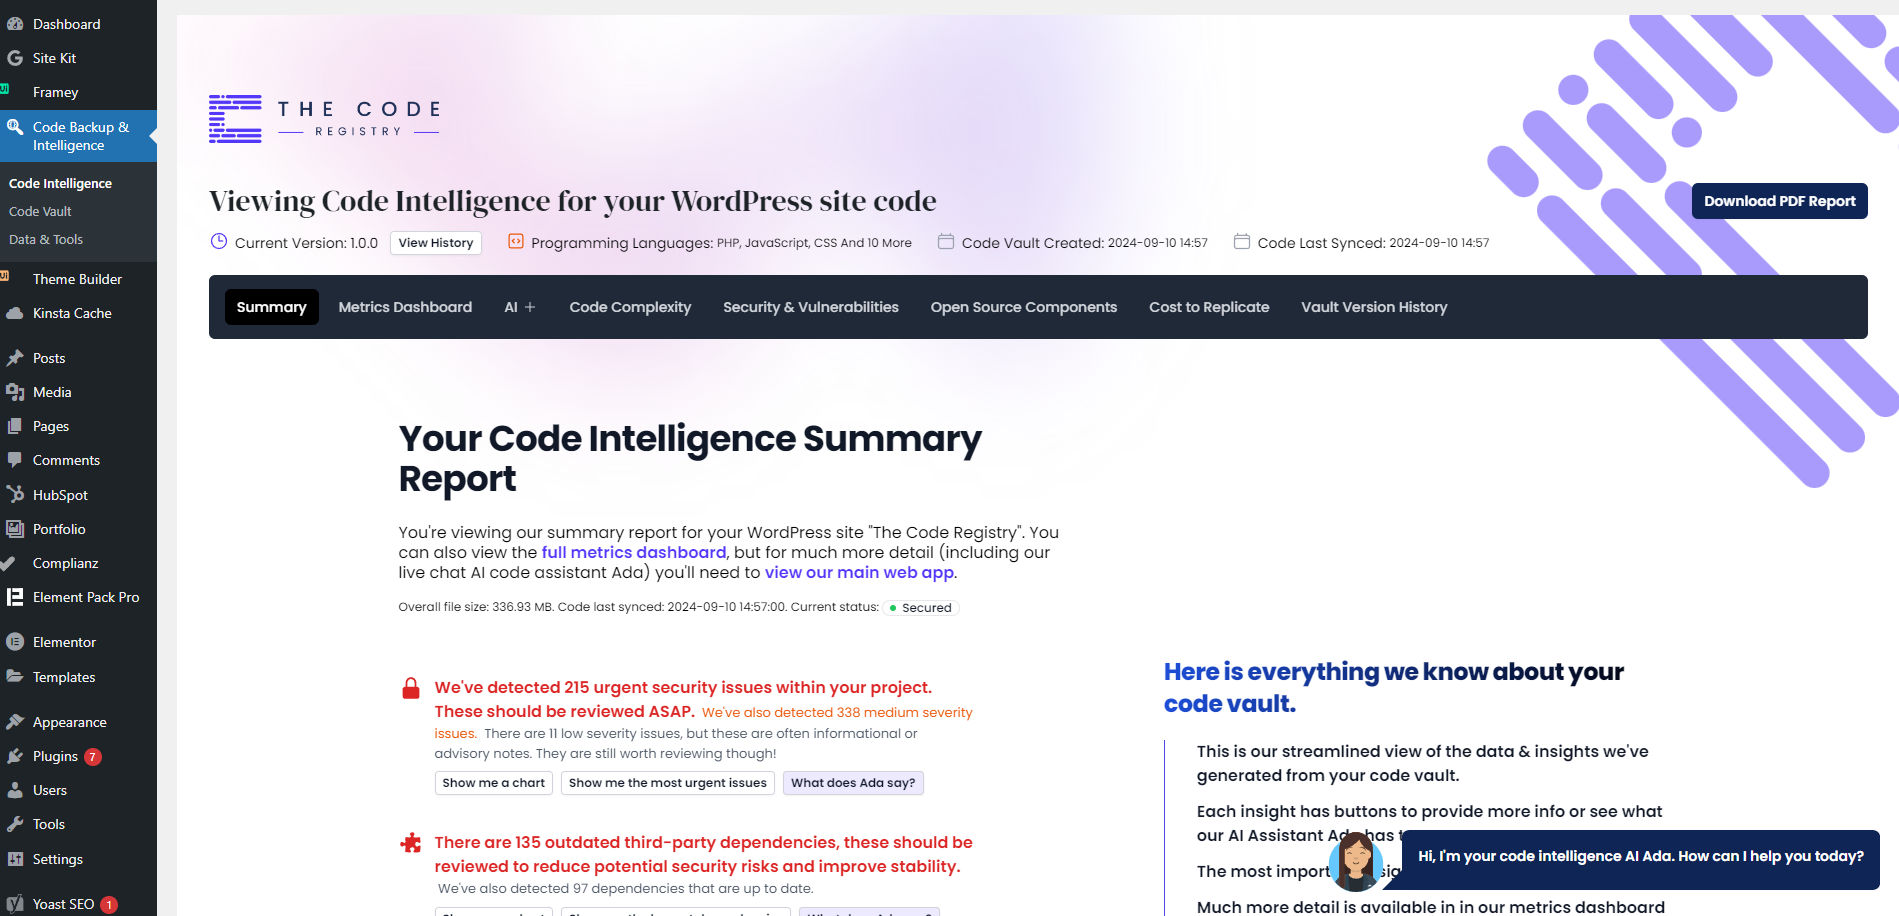 Dashboard
Site Kit
Framey
Code Backup &
Intelligence
Code Intelligence
Code Vault
Data & Tools
Theme Builder
Kinsta Cache
Posts
Media
Pages
Comments
HubSpot
Portfolio
Complianz
Element Pack Pro
Elementor
Templates
Appearance
Plugins 7
Users
Tools
Settings
Yoast SEO 1
THE CODE
REGISTRY
Viewing Code Intelligence for your WordPress site code
Download PDF Report
Current Version: 1.0.0 View History Programming Languages: PHP, JavaScript, CSS And 10 More Code Vault Created: 2024-09-10 14:57 Code Last Synced: 2024-09-10 14:57
Summary Metrics Dashboard AI + Code Complexity Security & Vulnerabilities Open Source Components Cost to Replicate Vault Version History
Your Code Intelligence Summary
Report
You're viewing our summary report for your WordPress site "The Code Registry". You
can also view the full metrics dashboard, but for much more detail (including our
live chat AI code assistant Ada) you'll need to view our main web app.
Overall file size: 336.93 MB. Code last synced: 2024-09-10 14:57:00. Current status: Secured
We've detected 215 urgent security issues within your project.
These should be reviewed ASAP. We've also detected 338 medium severity
issues. There are 11 low severity issues, but these are often informational or
advisory notes. They are still worth reviewing though!
Show me a chart Show me the most urgent issues What does Ada say?
There are 135 outdated third-party dependencies, these should be
reviewed to reduce potential security risks and improve stability.
We've also detected 97 dependencies that are up to date.
Here is everything we know about your
code vault.
This is our streamlined view of the data & insights we've
generated from your code vault.
Each insight has buttons to provide more info or see what
our AI Assistant Ada has
The most import
Much more detail is available in in our metrics dashboard
Hi, I'm your code intelligence AI Ada. How can I help you today?